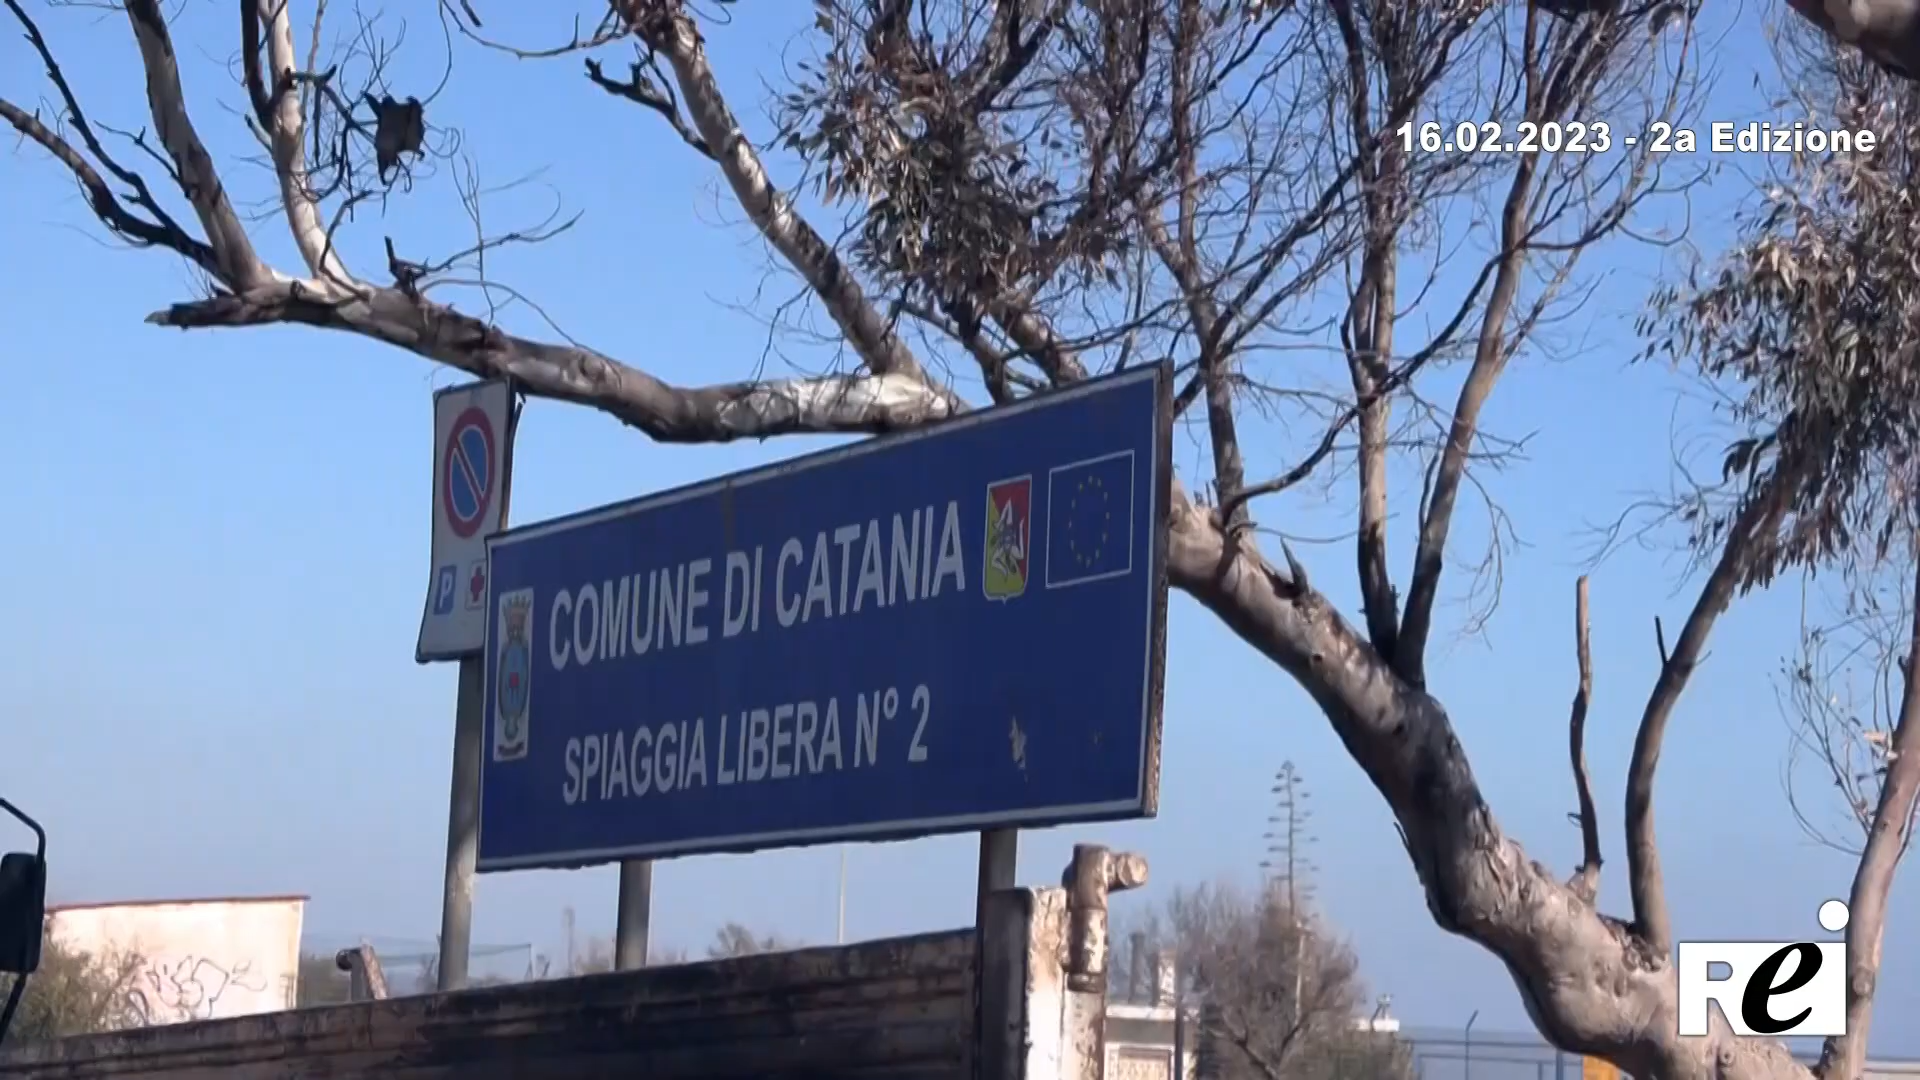 16.02.2023 - 2a Edizione
P
COMUNE DI CATANIA
SPIAGGIA LIBERA N° 2
Re